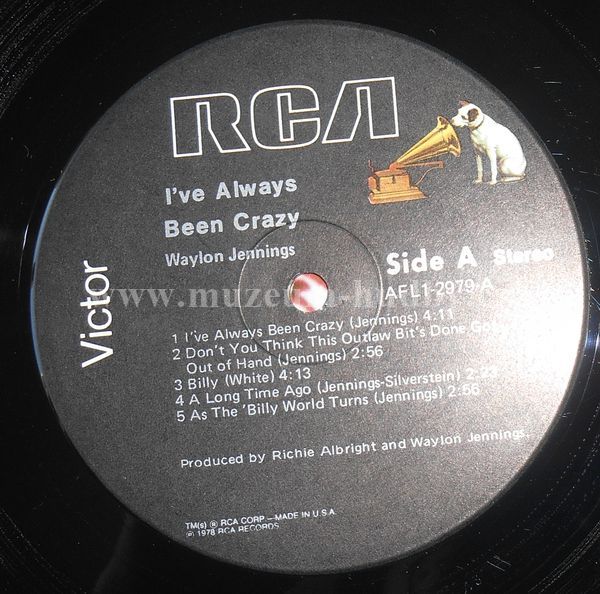 RCA
I've Always
Been Crazy
Waylon Jennings
Victor
Side A Stereo
AFL1-2979-A
1 I've Always Been Crazy (Jennings) 4:11
2 Don't You Think This Outlaw Bit's Done Got
Out of Hand (Jennings) 2:56
3 Billy (White) 4:13
4 A Long Time Ago (Jennings-Silverstein) 2:23
5 As The 'Billy World Turns (Jennings) 2:56
Produced by Richie Albright and Waylon Jennings.
TM(s) ® RCA CORP—MADE IN U.S.A.
℗ 1978 RCA RECORDS